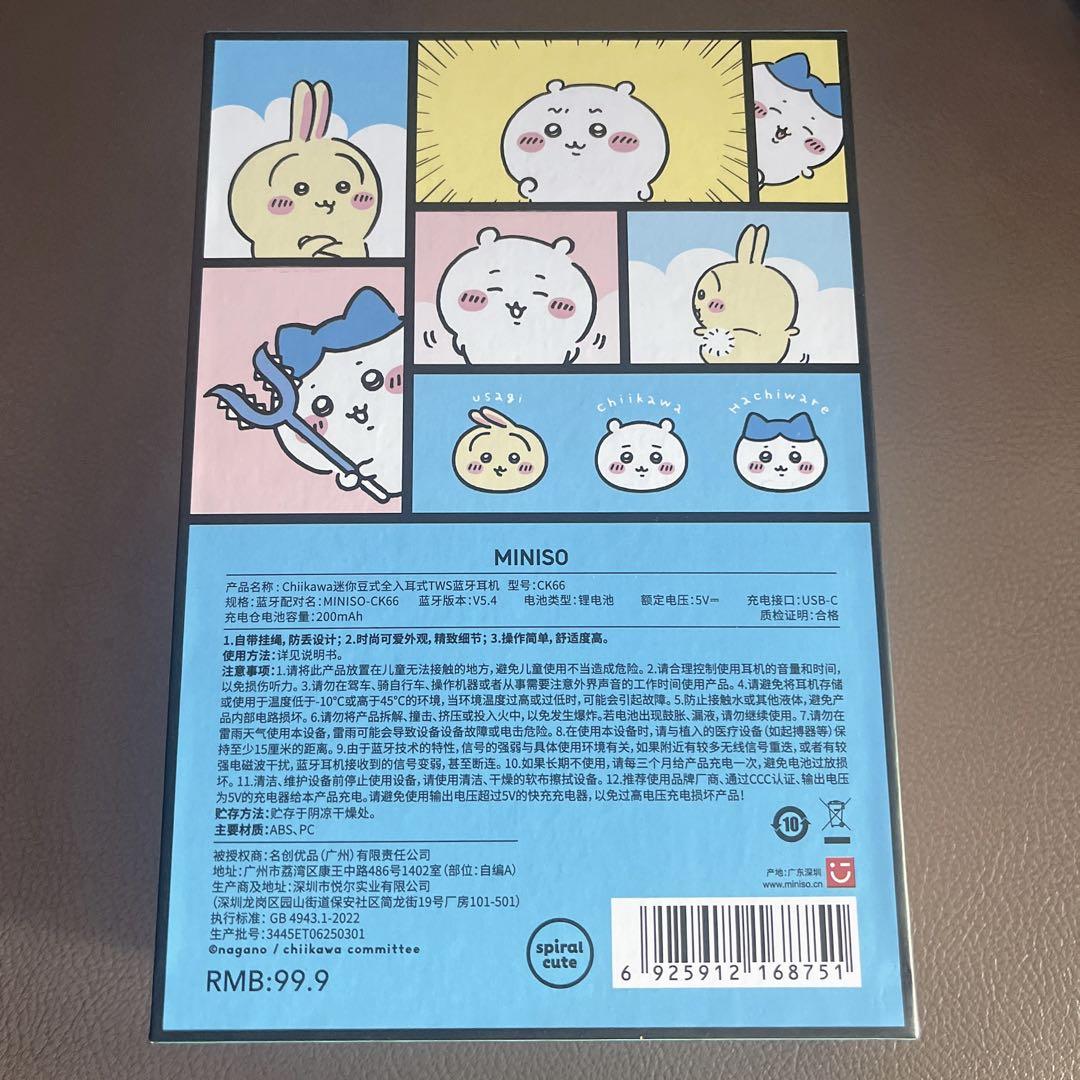 usagi
chiikawa
Hachiware
MINISO
产品名称：Chiikawa迷你豆式全入耳式TWS蓝牙耳机 型号：CK66
规格：蓝牙配对名：MINISO-CK66 蓝牙版本：V5.4 电池类型：锂电池 额定电压：5V⎓ 充电接口：USB-C
充电仓电池容量：200mAh 质检证明：合格
1.自带挂绳，防丢设计；2.时尚可爱外观，精致细节；3.操作简单，舒适度高。
使用方法：详见说明书。
注意事项：1.请将此产品放置在儿童无法接触的地方，避免儿童使用不当造成危险。2.请合理控制使用耳机的音量和时间，
以免损伤听力。3.请勿在驾车、骑自行车、操作机器或者从事需要注意外界声音的工作时间使用产品。4.请避免将耳机存储
或使用于温度低于-10°C或高于45°C的环境，当环境温度过高或过低时，可能会引起故障。5.防止接触水或其他液体，避免产
品内部电路损坏。6.请勿将产品拆解、撞击、挤压或投入火中，以免发生爆炸。若电池出现鼓胀、漏液，请勿继续使用。7.请勿在
雷雨天气使用本设备，雷雨可能会导致设备设备故障或电击危险。8.在使用本设备时，请与植入的医疗设备（如起搏器等）保
持至少15厘米的距离。9.由于蓝牙技术的特性，信号的强弱与具体使用环境有关，如果附近有较多无线信号重迭，或者有较
强电磁波干扰，蓝牙耳机接收到的信号变弱，甚至断连。10.如果长期不使用，请每三个月给产品充电一次，避免电池过放损
坏。11.清洁、维护设备前停止使用设备，请使用清洁、干燥的软布擦拭设备。12.推荐使用品牌厂商、通过CCC认证、输出电压
为5V的充电器给本产品充电。请避免使用输出电压超过5V的快充充电器，以免过高电压充电损坏产品！
贮存方法：贮存于阴凉干燥处。
主要材质：ABS、PC
10
被授权商：名创优品（广州）有限责任公司
地址：广州市荔湾区康王中路486号1402室（部位：自编A）
生产商及地址：深圳市悦尔实业有限公司
（深圳龙岗区园山街道保安社区简龙街19号厂房101-501）
执行标准：GB 4943.1-2022
生产批号：3445ET06250301
©nagano / chiikawa committee
RMB:99.9
spiral
cute
产地：广东深圳
www.miniso.cn
6 925912 168751